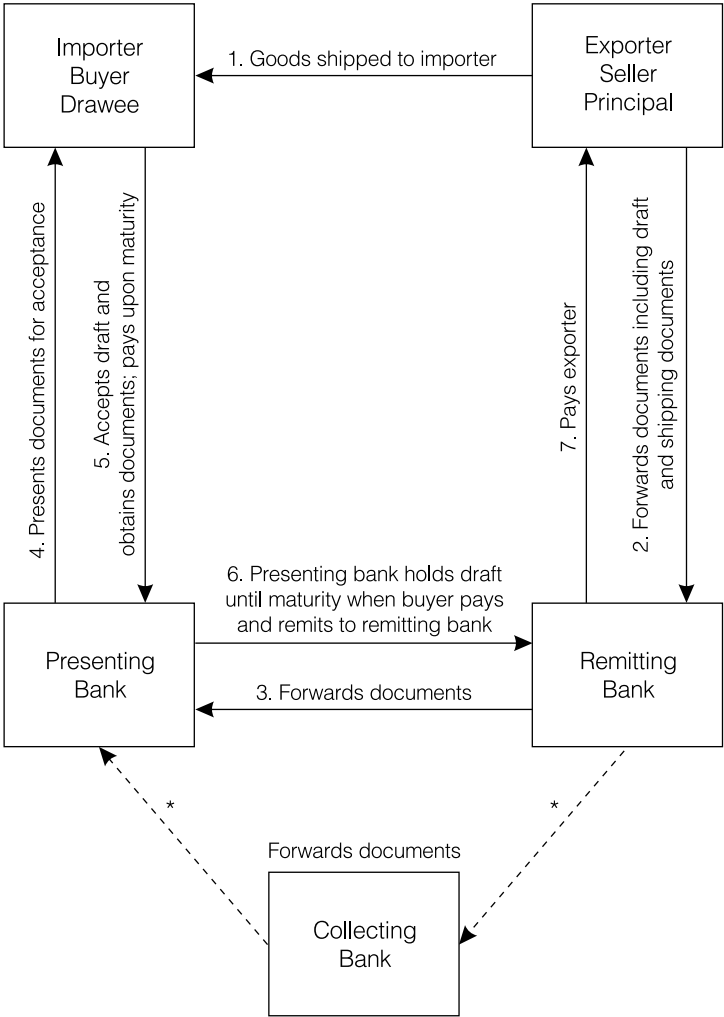 Importer
Buyer
Drawee
1. Goods shipped to importer
Exporter
Seller
Principal
4. Presents documents for acceptance
5. Accepts draft and
obtains documents; pays upon maturity
7. Pays exporter
2. Forwards documents including draft
and shipping documents
6. Presenting bank holds draft
until maturity when buyer pays
and remits to remitting bank
Presenting
Bank
3. Forwards documents
Remitting
Bank
*
*
Forwards documents
Collecting
Bank